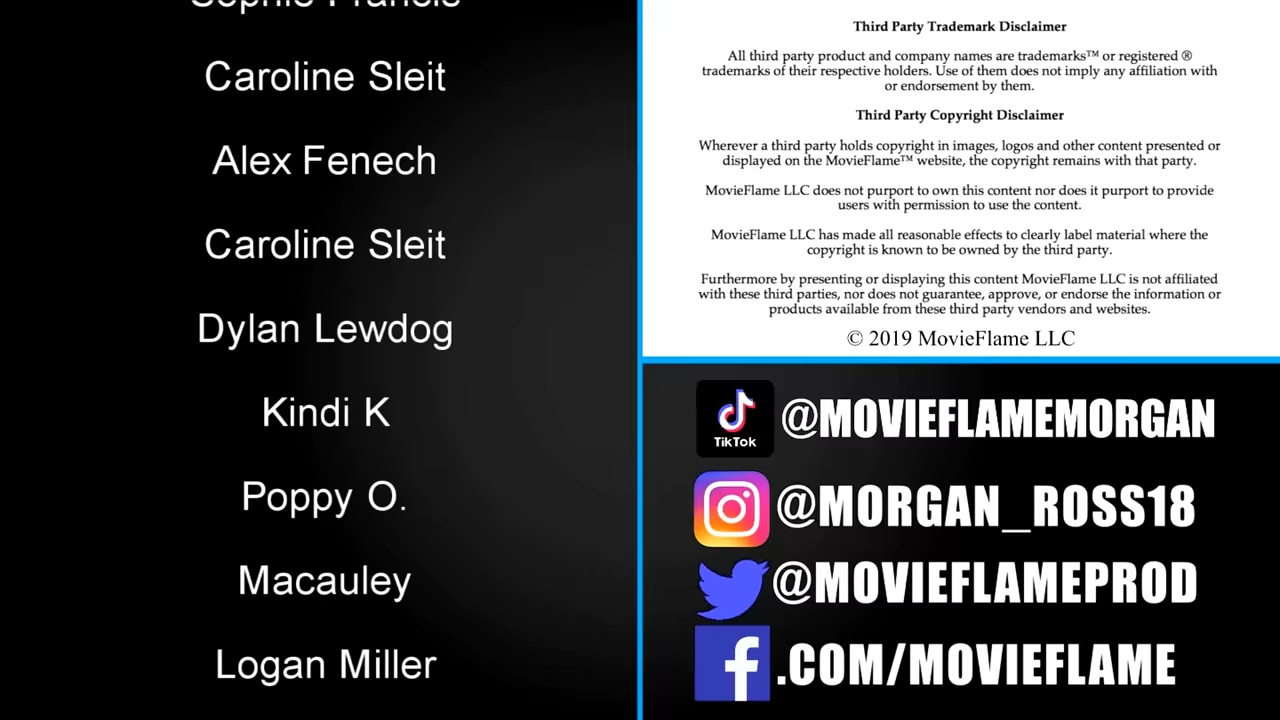 Sophie Francis
Caroline Sleit
Alex Fenech
Caroline Sleit
Dylan Lewdog
Kindi K
Poppy O.
Macauley
Logan Miller
Third Party Trademark Disclaimer
All third party product and company names are trademarks™ or registered ®
trademarks of their respective holders. Use of them does not imply any affiliation with
or endorsement by them.
Third Party Copyright Disclaimer
Wherever a third party holds copyright in images, logos and other content presented or
displayed on the MovieFlame™ website, the copyright remains with that party.
MovieFlame LLC does not purport to own this content nor does it purport to provide
users with permission to use the content.
MovieFlame LLC has made all reasonable effects to clearly label material where the
copyright is known to be owned by the third party.
Furthermore by presenting or displaying this content MovieFlame LLC is not affiliated
with these third parties, nor does not guarantee, approve, or endorse the information or
products available from these third party vendors and websites.
© 2019 MovieFlame LLC
TikTok @MOVIEFLAMEMORGAN
@MORGAN_ROSS18
@MOVIEFLAMEPROD
f .COM/MOVIEFLAME